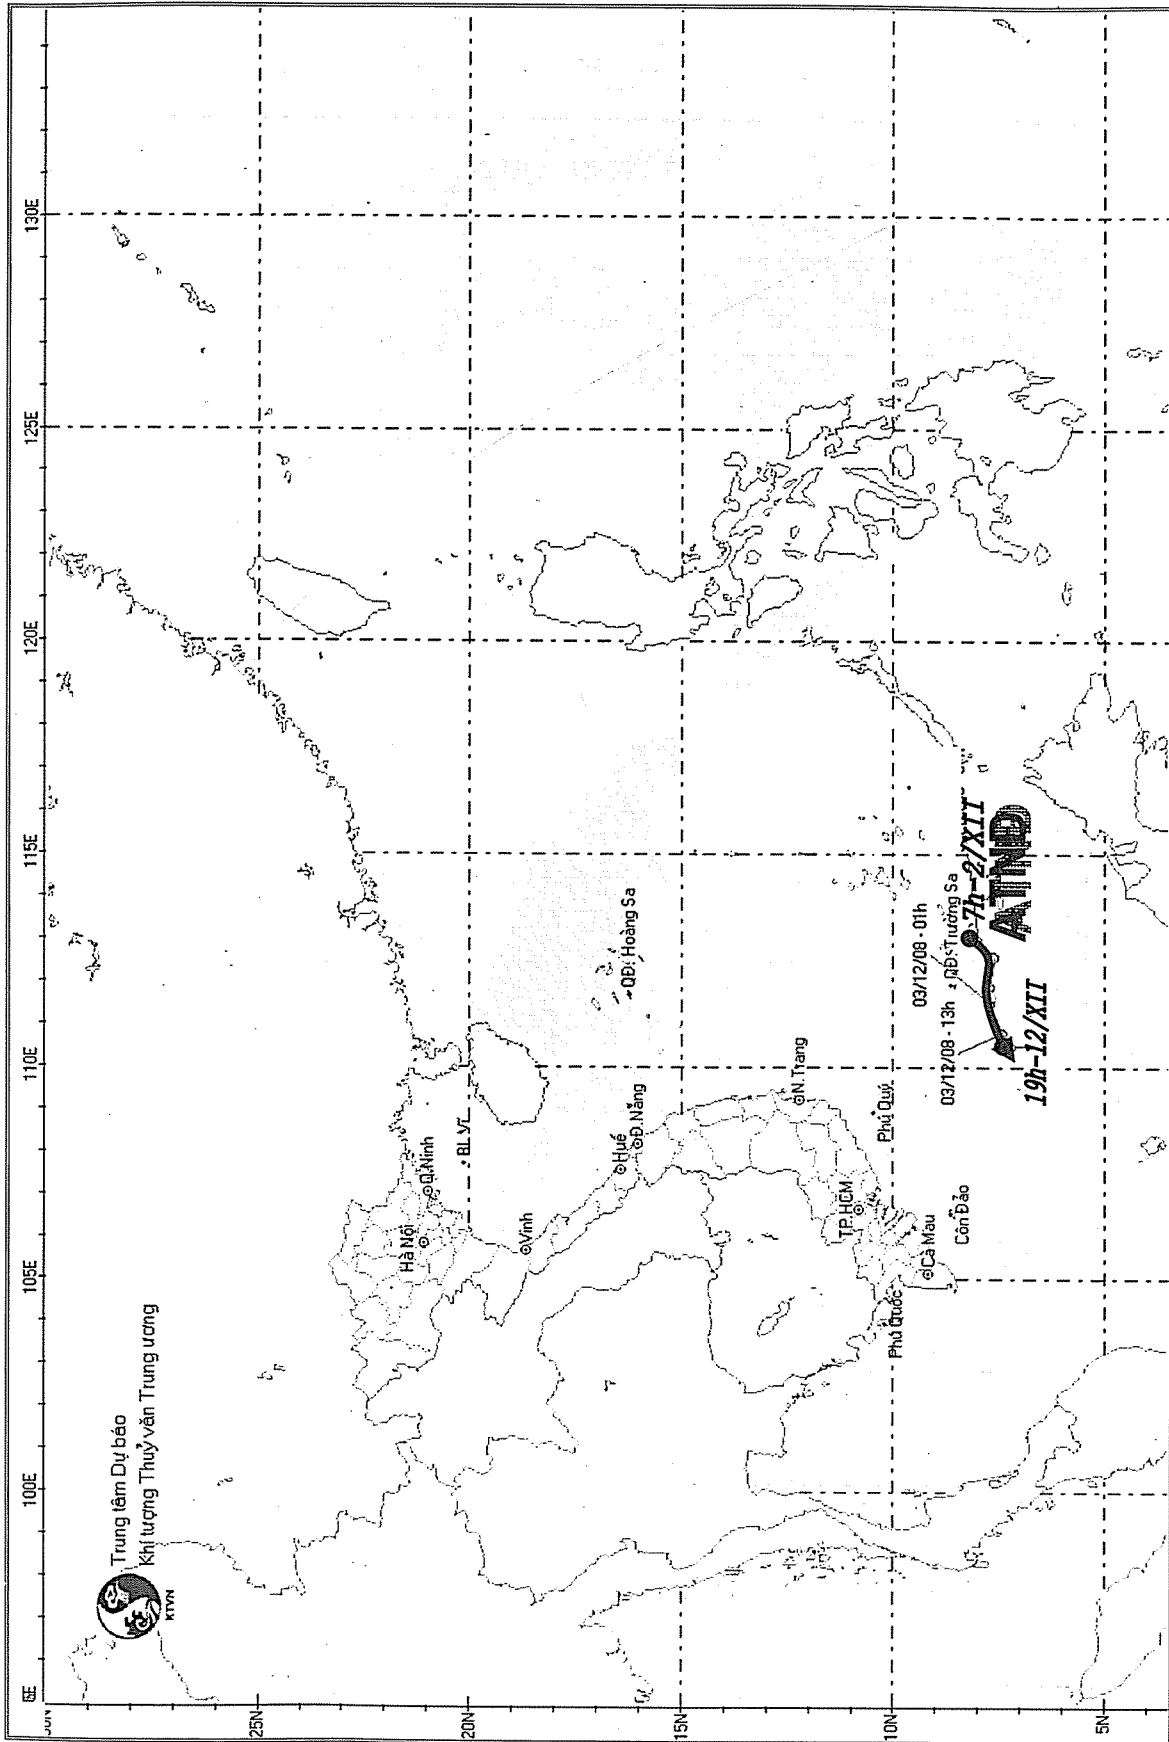 Trung tâm Dự báo
Khí tượng Thuỷ văn Trung ương
KTVN
100E
105E
110E
115E
120E
125E
130E
25N
20N
15N
10N
5N
Hà Nội
Q.Ninh
B.L.Vĩ
Vinh
Huế
Đ.Nẵng
QĐ. Hoàng Sa
N.Trang
TP.HCM
Phú Quý
Phú Quốc
Cà Mau
Côn Đảo
03/12/08 - 01h
03/12/08 - 13h
QĐ. Trường Sa
7h-2/XII
ATNĐ
19h-12/XII